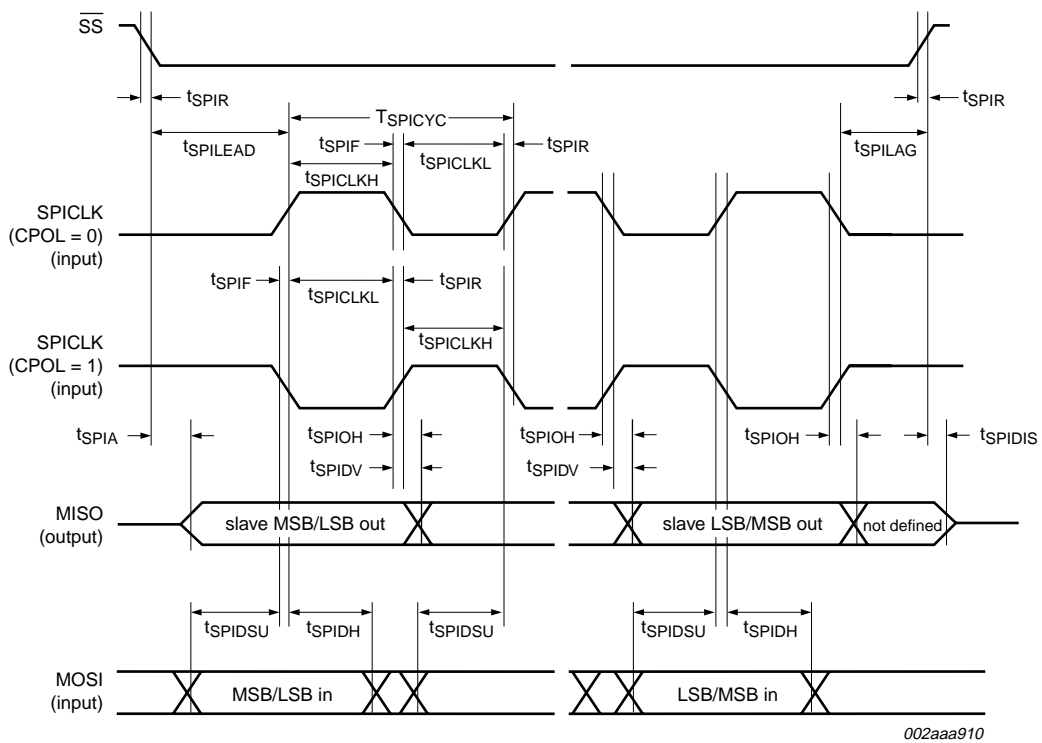 SS
tSPIR
tSPIR
TSPICYC
tSPILEAD
tSPIF
tSPICLKL
tSPIR
tSPILAG
tSPICLKH
SPICLK
(CPOL = 0)
(input)
tSPIF
tSPICLKL
tSPIR
tSPICLKH
SPICLK
(CPOL = 1)
(input)
tSPIA
tSPIOH
tSPIOH
tSPIOH
tSPIDIS
tSPIDV
tSPIDV
MISO
(output)
slave MSB/LSB out
slave LSB/MSB out
not defined
tSPIDSU
tSPIDH
tSPIDSU
tSPIDSU
tSPIDH
MOSI
(input)
MSB/LSB in
LSB/MSB in
002aaa910